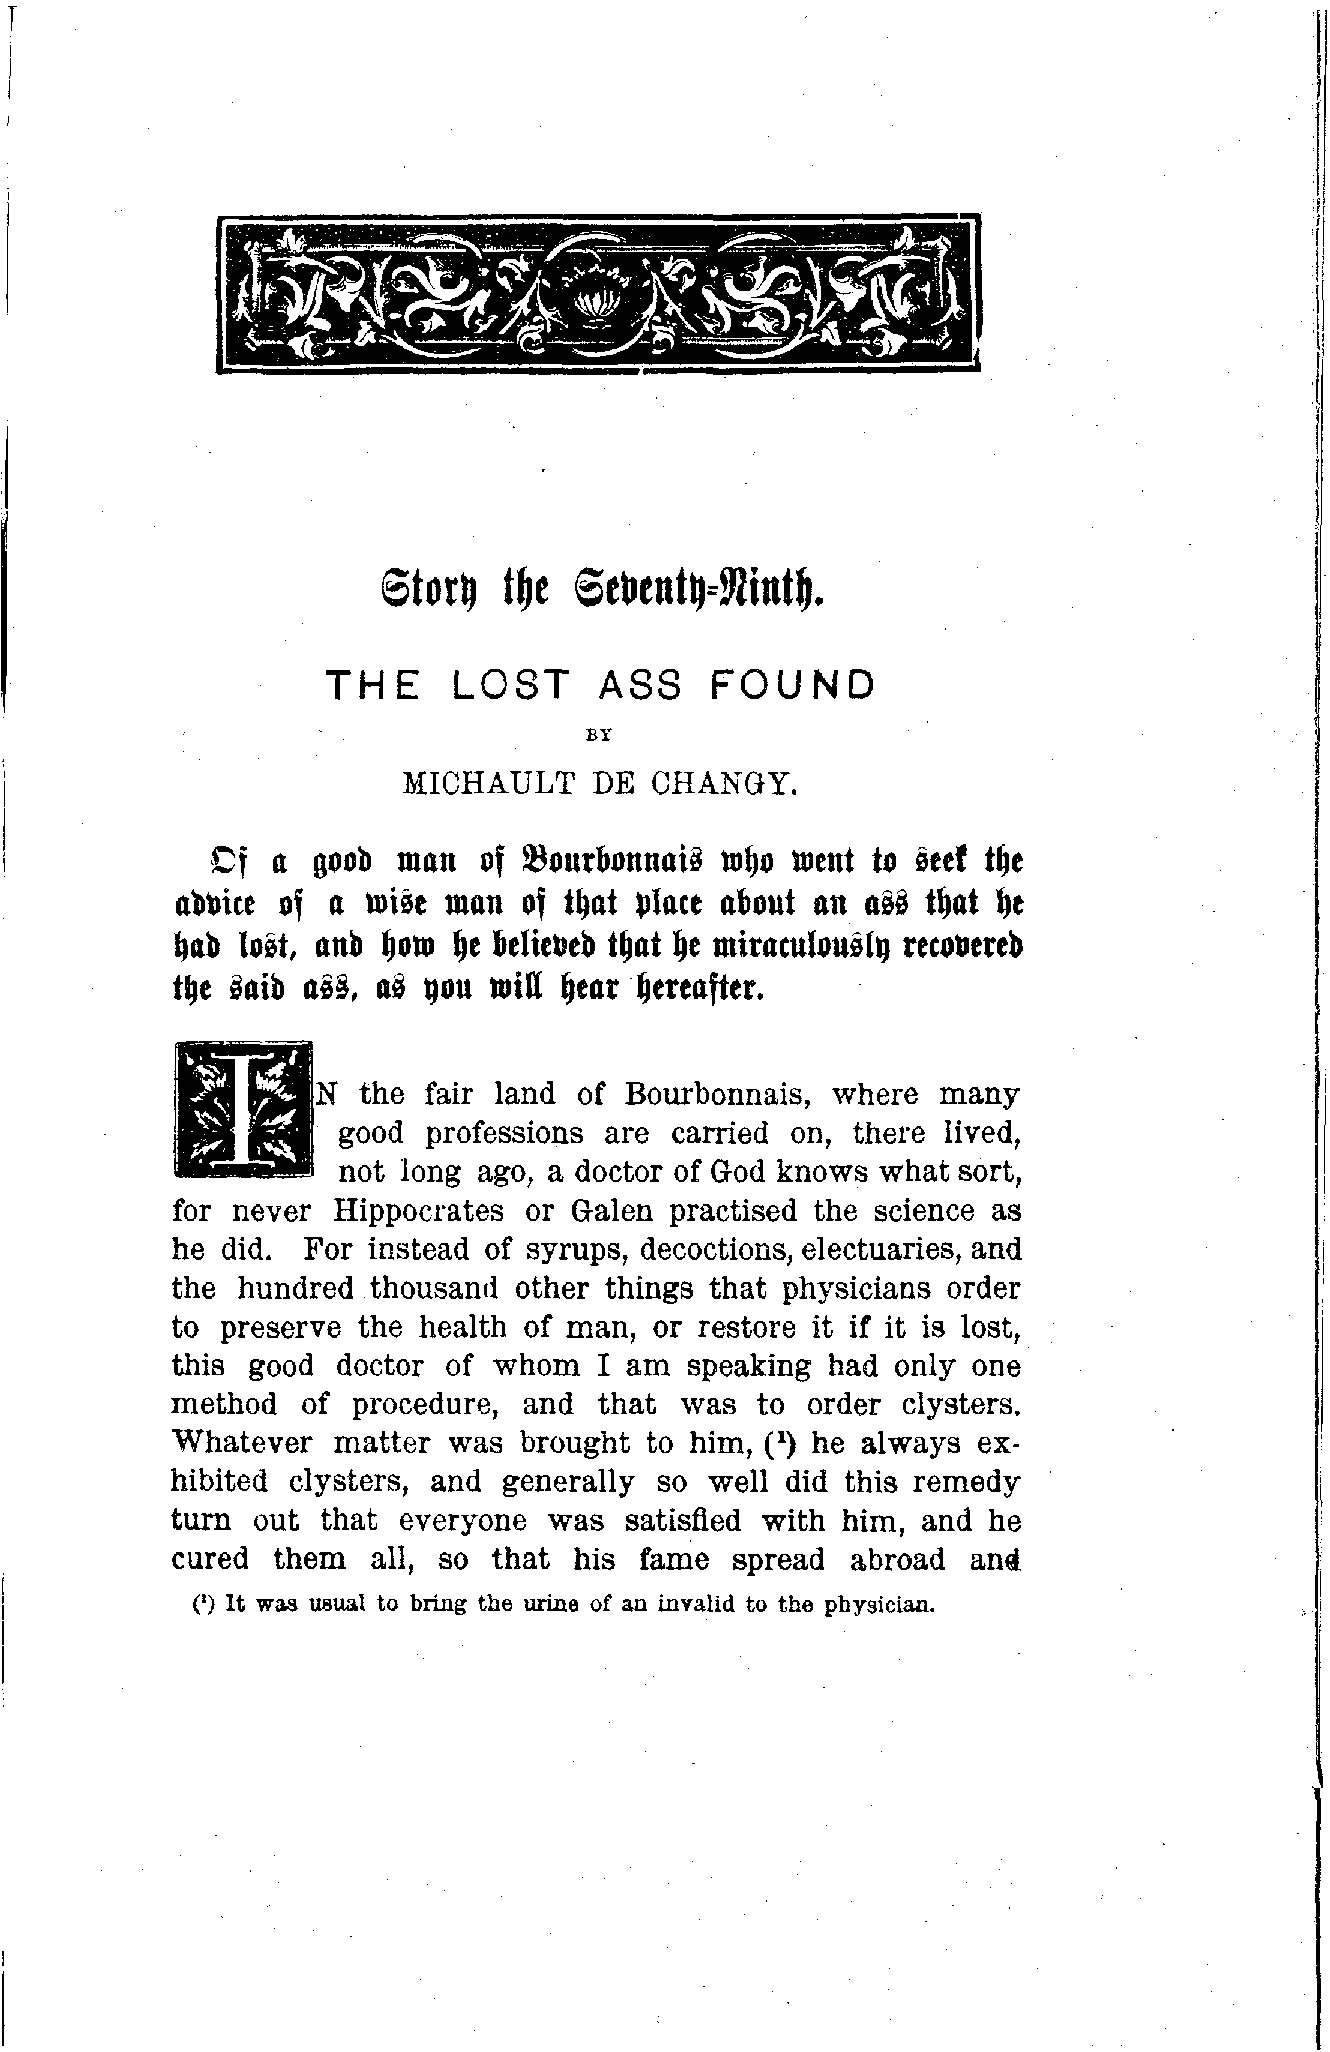 Story the Seventy-Ninth.
THE LOST ASS FOUND
BY
MICHAULT DE CHANGY.
Of a good man of Bourbonnais who went to seek the
advice of a wise man of that place about an ass that he
had lost, and how he believed that he miraculously recovered
the said ass, as you will hear hereafter.
IN the fair land of Bourbonnais, where many
good professions are carried on, there lived,
not long ago, a doctor of God knows what sort,
for never Hippocrates or Galen practised the science as
he did. For instead of syrups, decoctions, electuaries, and
the hundred thousand other things that physicians order
to preserve the health of man, or restore it if it is lost,
this good doctor of whom I am speaking had only one
method of procedure, and that was to order clysters.
Whatever matter was brought to him, (¹) he always ex-
hibited clysters, and generally so well did this remedy
turn out that everyone was satisfied with him, and he
cured them all, so that his fame spread abroad and
(¹) It was usual to bring the urine of an invalid to the physician.